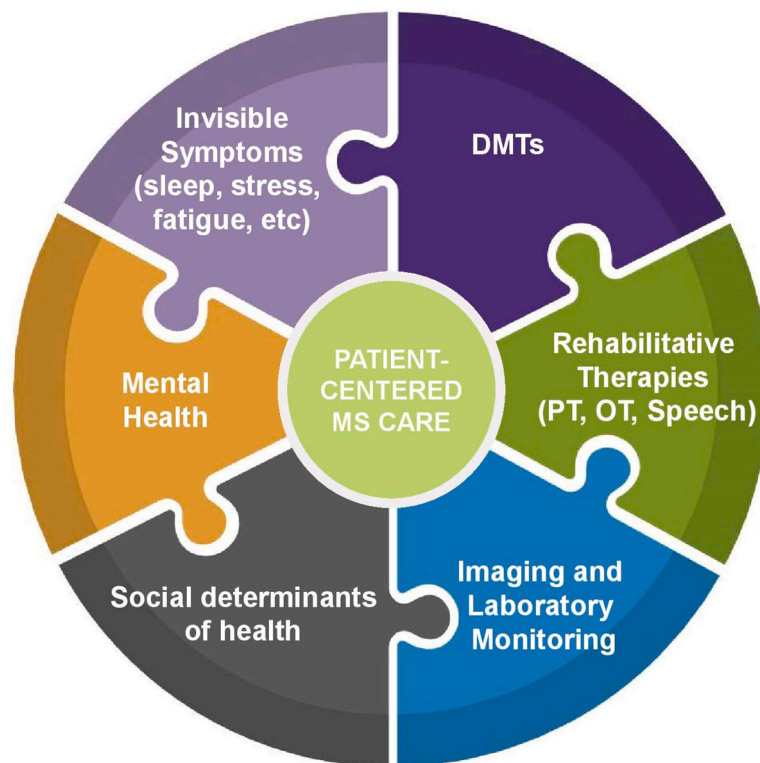 Invisible
Symptoms
(sleep, stress,
fatigue, etc)
DMTs
Rehabilitative
Therapies
(PT, OT, Speech)
PATIENT-
CENTERED
MS CARE
Mental
Health
Imaging and
Laboratory
Monitoring
Social determinants
of health